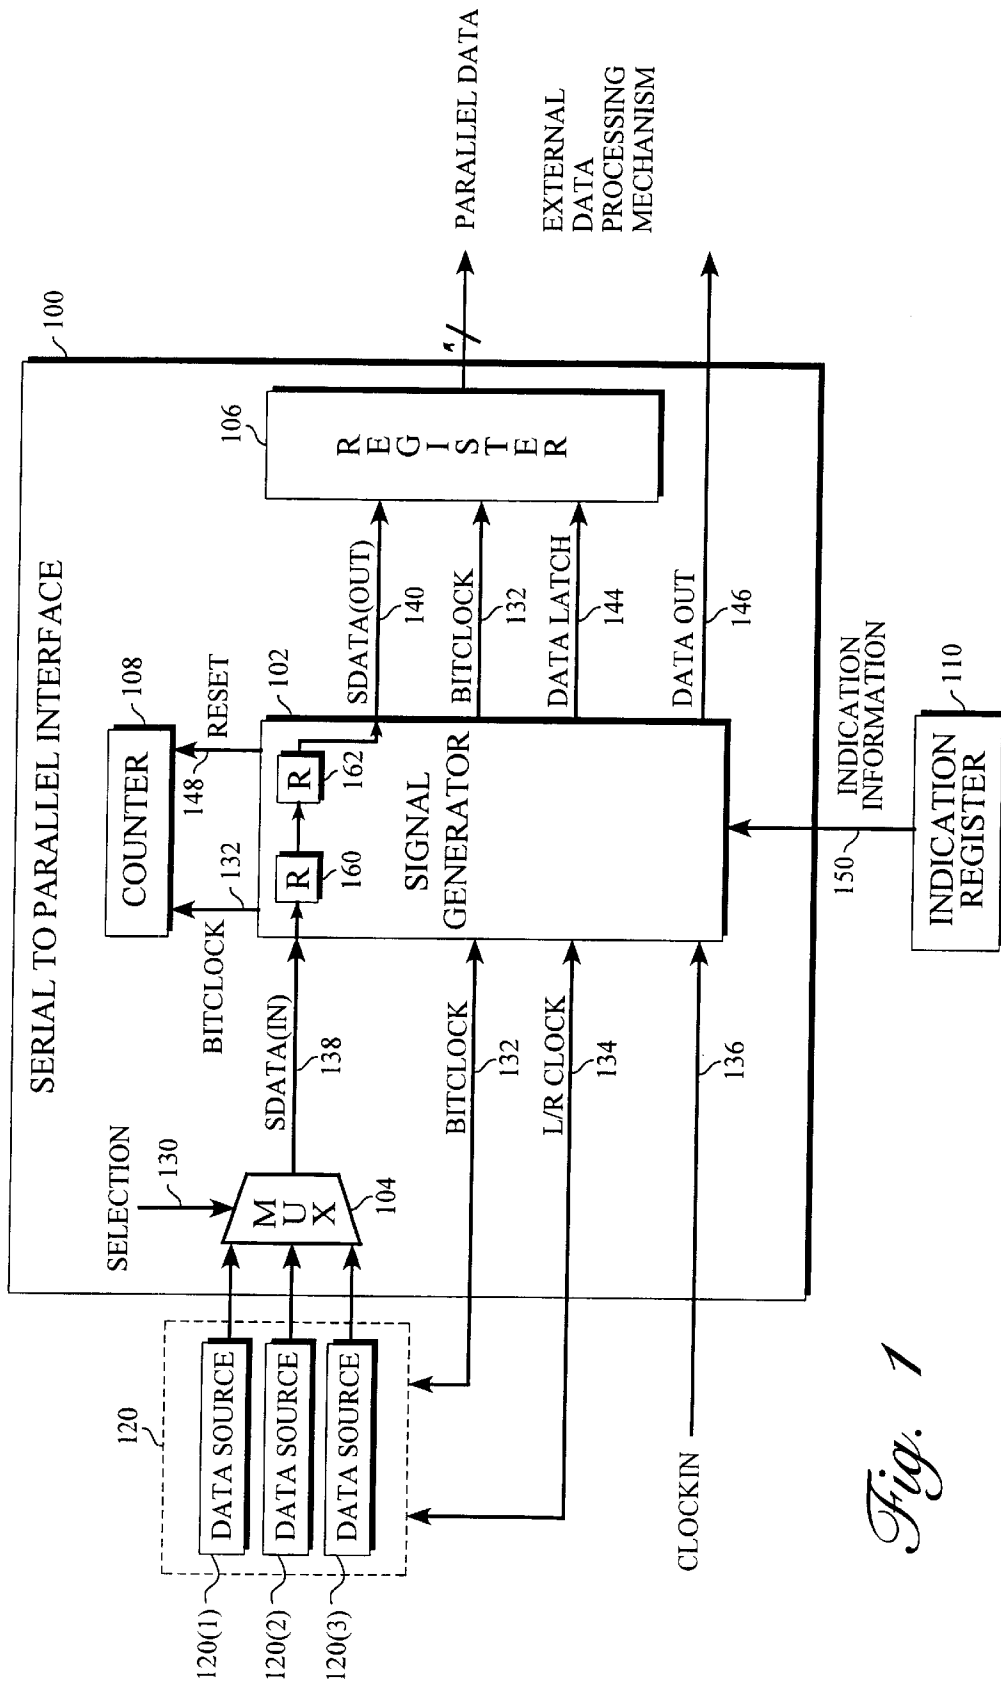 SERIAL TO PARALLEL INTERFACE
100
SELECTION
130
BITCLOCK
132
COUNTER
108
148
RESET
120
120(1)
DATA SOURCE
120(2)
DATA SOURCE
120(3)
DATA SOURCE
MUX
104
SDATA(IN)
138
R
160
R
162
102
SIGNAL
GENERATOR
SDATA(OUT)
140
BITCLOCK
132
DATA LATCH
144
DATA OUT
146
106
REGISTER
PARALLEL DATA
EXTERNAL
DATA
PROCESSING
MECHANISM
BITCLOCK
132
L/R CLOCK
134
CLOCKIN
136
150
INDICATION
INFORMATION
INDICATION
REGISTER
110
Fig. 1